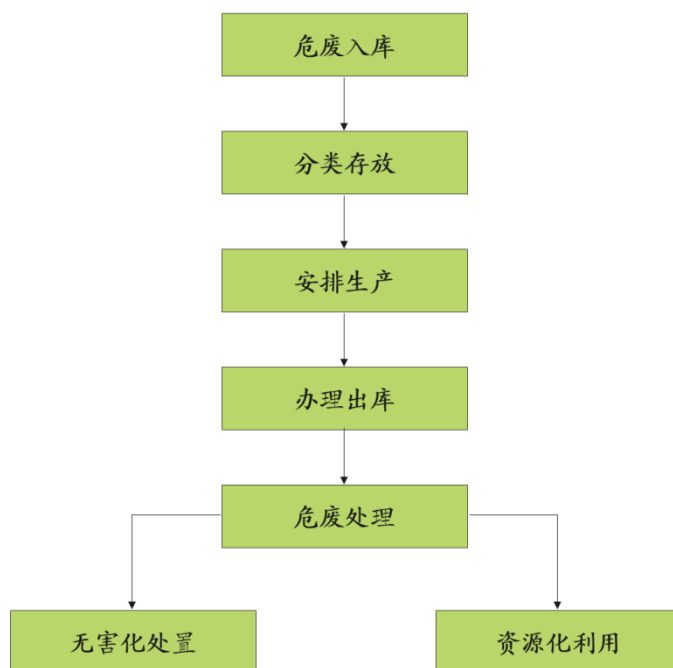 危废入库
分类存放
安排生产
办理出库
危废处理
无害化处置
资源化利用